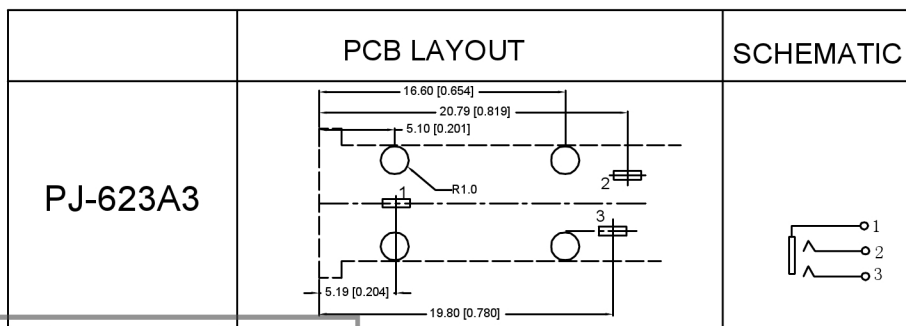 PCB LAYOUT
SCHEMATIC
PJ-623A3
16.60 [0.654]
20.79 [0.819]
5.10 [0.201]
R1.0
1
2
3
5.19 [0.204]
19.80 [0.780]
1
2
3